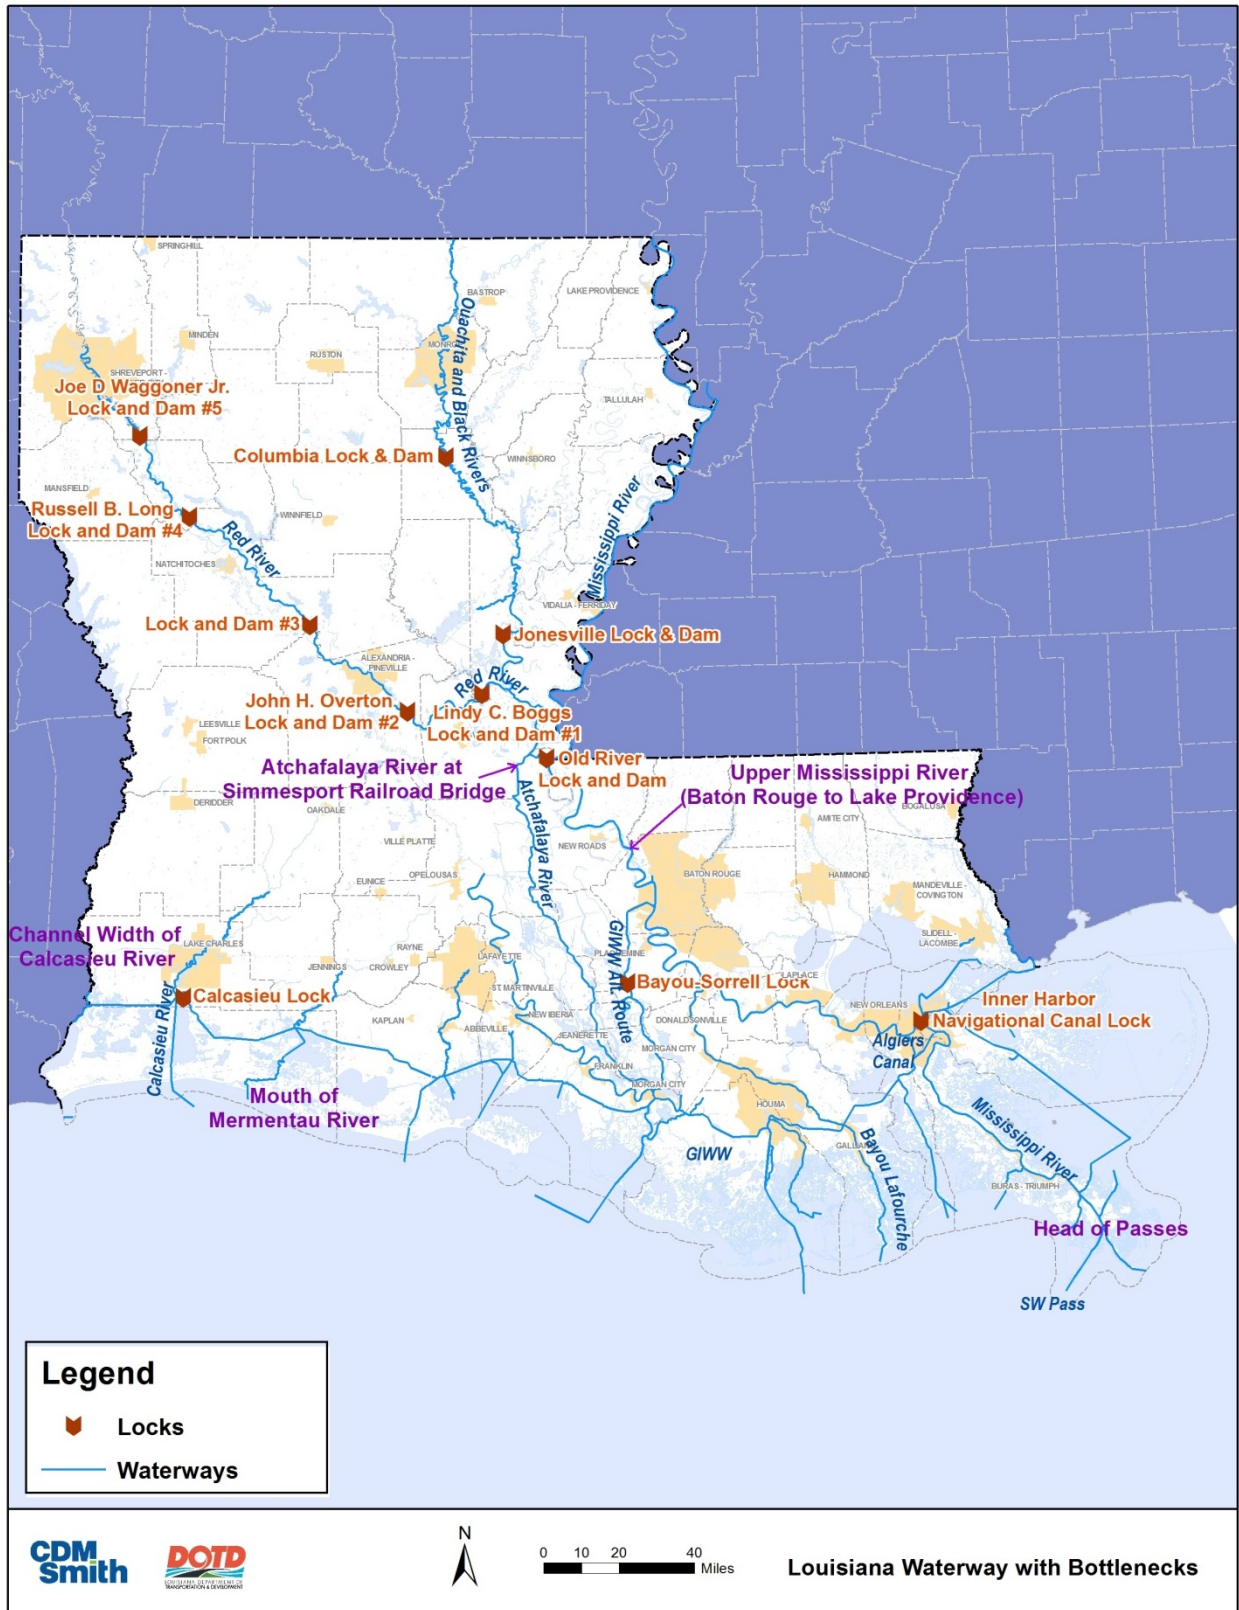 SPRINGHILL
BASTROP
LAKE PROVIDENCE
MINDEN
RUSTON
MONROE
Ouachita and Black Rivers
SHREVEPORT -
Joe D Waggoner Jr.
Lock and Dam #5
TALLULAH
Columbia Lock & Dam
WINNSBORO
MANSFIELD
Russell B. Long
Lock and Dam #4
WINNFIELD
Red River
Mississippi River
NATCHITOCHES
VIDALIA - FERRIDAY
Lock and Dam #3
Jonesville Lock & Dam
ALEXANDRIA -
PINEVILLE
Red River
John H. Overton
Lock and Dam #2
Lindy C. Boggs
Lock and Dam #1
LEESVILLE
FORT POLK
Atchafalaya River at
Simmesport Railroad Bridge
Old River
Lock and Dam
Upper Mississippi River
(Baton Rouge to Lake Providence)
BOGALUSA
DERIDDER
OAKDALE
Atchafalaya River
AMITE CITY
VILLE PLATTE
NEW ROADS
EUNICE
OPELOUSAS
BATON ROUGE
HAMMOND
MANDEVILLE -
COVINGTON
Channel Width of
Calcasieu River
LAKE CHARLES
SLIDELL -
LACOMBE
RAYNE
JENNINGS
CROWLEY
LAFAYETTE
PLAQUEMINE
GIWW Alt. Route
Calcasieu Lock
ST. MARTINVILLE
Bayou Sorrell Lock
LAPLACE
Inner Harbor
Navigational Canal Lock
NEW ORLEANS
KAPLAN
ABBEVILLE
NEW IBERIA
JEANERETTE
DONALDSONVILLE
Algiers
Canal
Calcasieu River
MORGAN CITY
FRANKLIN
MORGAN CITY
Mouth of
Mermentau River
HOUMA
GIWW
Bayou Lafourche
Mississippi River
BURAS - TRIUMPH
Head of Passes
SW Pass
Legend
Locks
Waterways
CDM
Smith
DOTD
LOUISIANA DEPARTMENT OF
TRANSPORTATION & DEVELOPMENT
N
0 10 20 40
Miles
Louisiana Waterway with Bottlenecks